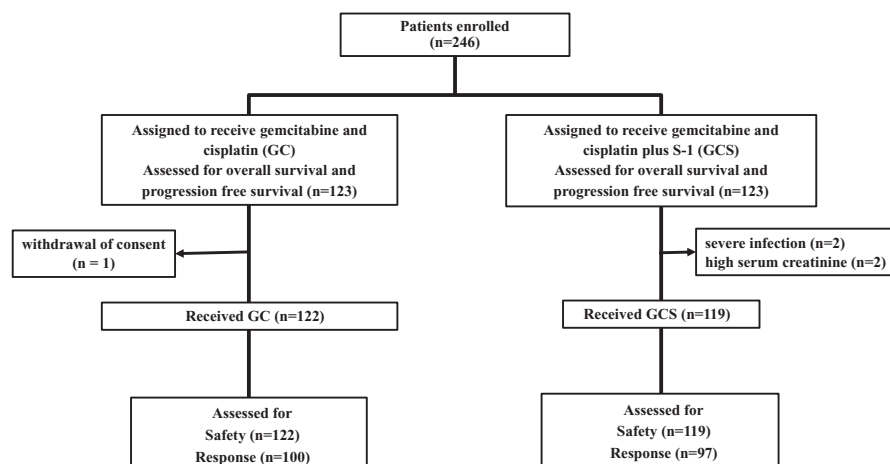 Patients enrolled
(n=246)
Assigned to receive gemcitabine and
cisplatin (GC)
Assessed for overall survival and
progression free survival (n=123)
Assigned to receive gemcitabine and
cisplatin plus S-1 (GCS)
Assessed for overall survival and
progression free survival (n=123)
withdrawal of consent
(n = 1)
severe infection (n=2)
high serum creatinine (n=2)
Received GC (n=122)
Received GCS (n=119)
Assessed for
Safety (n=122)
Response (n=100)
Assessed for
Safety (n=119)
Response (n=97)